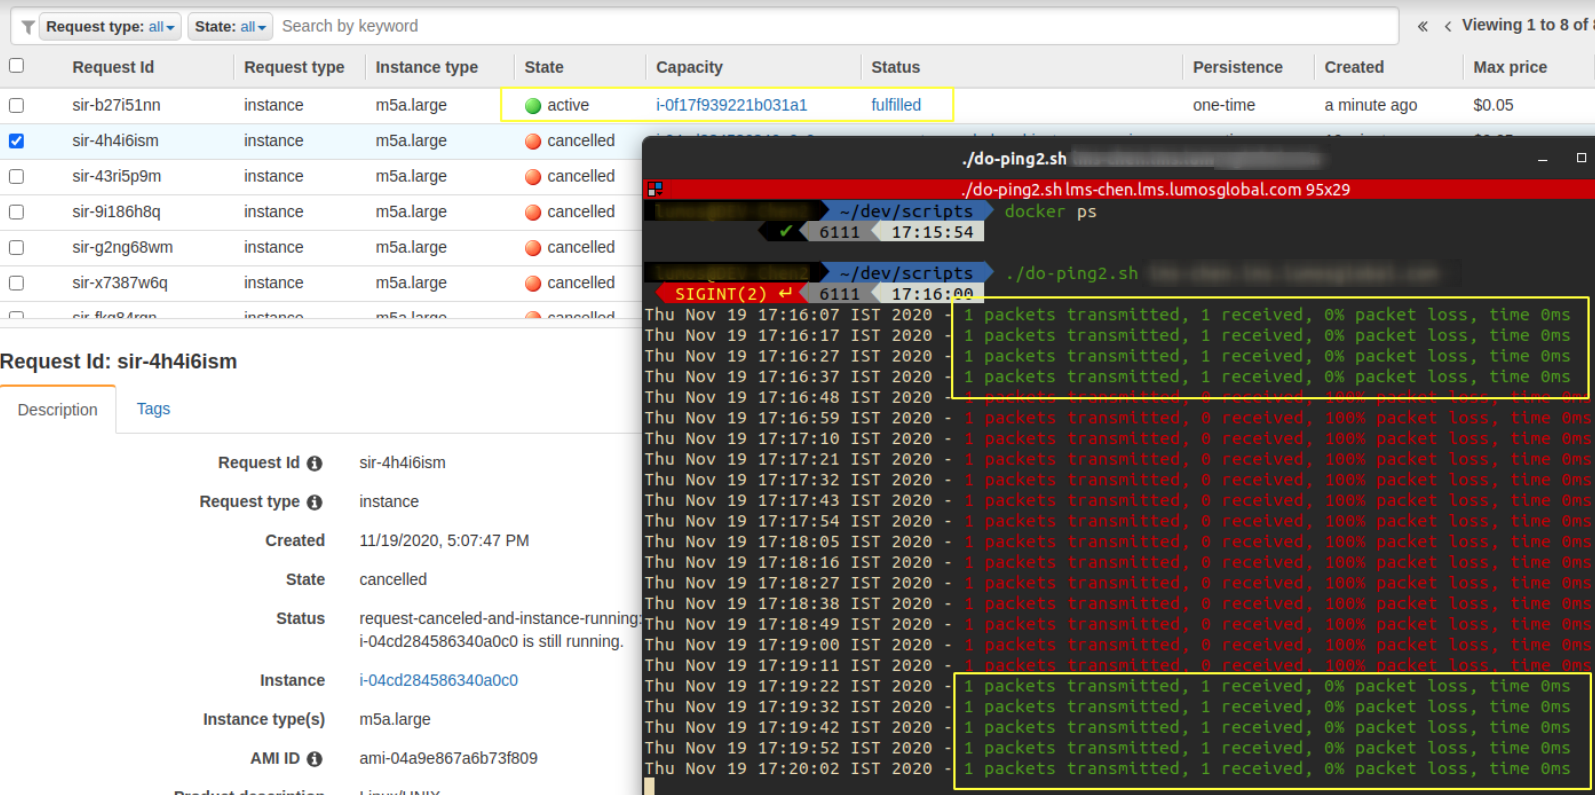 Request type: all State: all Search by keyword « ‹ Viewing 1 to 8 of 8
Request Id Request type Instance type State Capacity Status Persistence Created Max price
sir-b27i51nn instance m5a.large active i-0f17f939221b031a1 fulfilled one-time a minute ago $0.05
sir-4h4i6ism instance m5a.large cancelled
sir-43ri5p9m instance m5a.large cancelled
sir-9i186h8q instance m5a.large cancelled
sir-g2ng68wm instance m5a.large cancelled
sir-x7387w6q instance m5a.large cancelled
instance m5a.large cancelled
Request Id: sir-4h4i6ism
Description Tags
Request Id sir-4h4i6ism
Request type instance
Created 11/19/2020, 5:07:47 PM
State cancelled
Status request-canceled-and-instance-running:
i-04cd284586340a0c0 is still running.
Instance i-04cd284586340a0c0
Instance type(s) m5a.large
AMI ID ami-04a9e867a6b73f809
Product description Linux/UNIX
./do-ping2.sh
./do-ping2.sh lms-chen.lms.lumosglobal.com 95x29
~/dev/scripts docker ps
✔ 6111 17:15:54
~/dev/scripts ./do-ping2.sh
SIGINT(2) ↵ 6111 17:16:00
Thu Nov 19 17:16:07 IST 2020 - 1 packets transmitted, 1 received, 0% packet loss, time 0ms
Thu Nov 19 17:16:17 IST 2020 - 1 packets transmitted, 1 received, 0% packet loss, time 0ms
Thu Nov 19 17:16:27 IST 2020 - 1 packets transmitted, 1 received, 0% packet loss, time 0ms
Thu Nov 19 17:16:37 IST 2020 - 1 packets transmitted, 1 received, 0% packet loss, time 0ms
Thu Nov 19 17:16:48 IST 2020 - 1 packets transmitted, 0 received, 100% packet loss, time 0ms
Thu Nov 19 17:16:59 IST 2020 - 1 packets transmitted, 0 received, 100% packet loss, time 0ms
Thu Nov 19 17:17:10 IST 2020 - 1 packets transmitted, 0 received, 100% packet loss, time 0ms
Thu Nov 19 17:17:21 IST 2020 - 1 packets transmitted, 0 received, 100% packet loss, time 0ms
Thu Nov 19 17:17:32 IST 2020 - 1 packets transmitted, 0 received, 100% packet loss, time 0ms
Thu Nov 19 17:17:43 IST 2020 - 1 packets transmitted, 0 received, 100% packet loss, time 0ms
Thu Nov 19 17:17:54 IST 2020 - 1 packets transmitted, 0 received, 100% packet loss, time 0ms
Thu Nov 19 17:18:05 IST 2020 - 1 packets transmitted, 0 received, 100% packet loss, time 0ms
Thu Nov 19 17:18:16 IST 2020 - 1 packets transmitted, 0 received, 100% packet loss, time 0ms
Thu Nov 19 17:18:27 IST 2020 - 1 packets transmitted, 0 received, 100% packet loss, time 0ms
Thu Nov 19 17:18:38 IST 2020 - 1 packets transmitted, 0 received, 100% packet loss, time 0ms
Thu Nov 19 17:18:49 IST 2020 - 1 packets transmitted, 0 received, 100% packet loss, time 0ms
Thu Nov 19 17:19:00 IST 2020 - 1 packets transmitted, 0 received, 100% packet loss, time 0ms
Thu Nov 19 17:19:11 IST 2020 - 1 packets transmitted, 0 received, 100% packet loss, time 0ms
Thu Nov 19 17:19:22 IST 2020 - 1 packets transmitted, 1 received, 0% packet loss, time 0ms
Thu Nov 19 17:19:32 IST 2020 - 1 packets transmitted, 1 received, 0% packet loss, time 0ms
Thu Nov 19 17:19:42 IST 2020 - 1 packets transmitted, 1 received, 0% packet loss, time 0ms
Thu Nov 19 17:19:52 IST 2020 - 1 packets transmitted, 1 received, 0% packet loss, time 0ms
Thu Nov 19 17:20:02 IST 2020 - 1 packets transmitted, 1 received, 0% packet loss, time 0ms